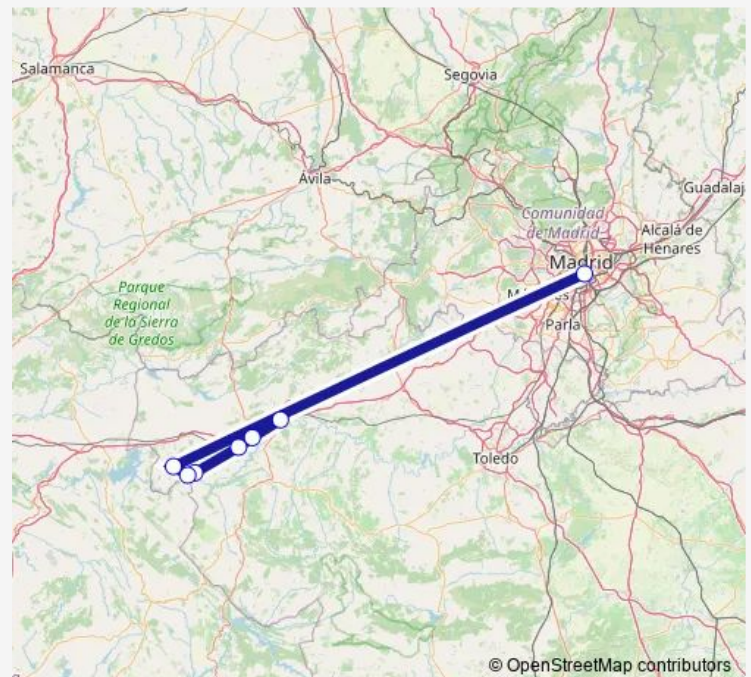 Salamanca
Segovia
Ávila
Guadalaj
Comunidad
de Madrid
Alcalá de
Henares
Madrid
Parque
Regional
de la Sierra
de Gredos
Parla
Toledo
© OpenStreetMap contributors